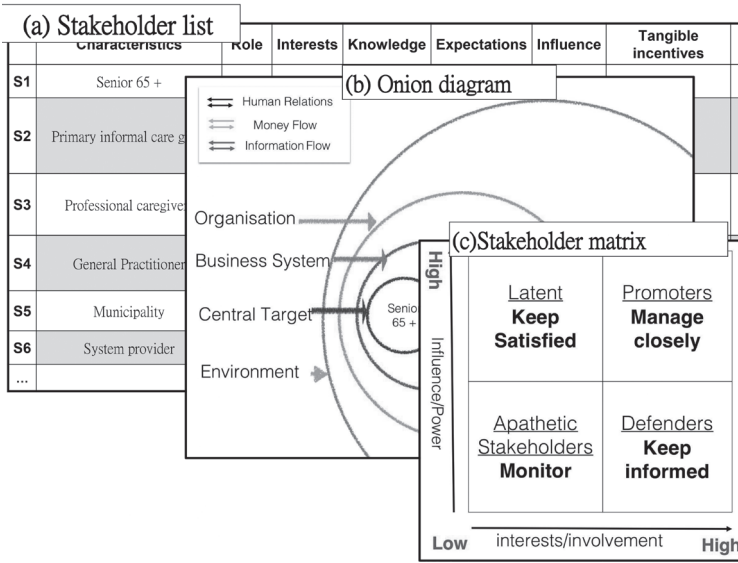 (a) Stakeholder list
Characteristics
Role
Interests
Knowledge
Expectations
Influence
Tangible
incentives
S1
Senior 65 +
S2
Primary informal care g
S3
Professional caregive
S4
General Practitioner
S5
Municipality
S6
System provider
...
(b) Onion diagram
Human Relations
Money Flow
Information Flow
Organisation
Business System
Central Target
Environment
Senio
65 +
(c)Stakeholder matrix
High
Influence/Power
Latent
Keep
Satisfied
Promoters
Manage
closely
Apathetic
Stakeholders
Monitor
Defenders
Keep
informed
Low
interests/involvement
High